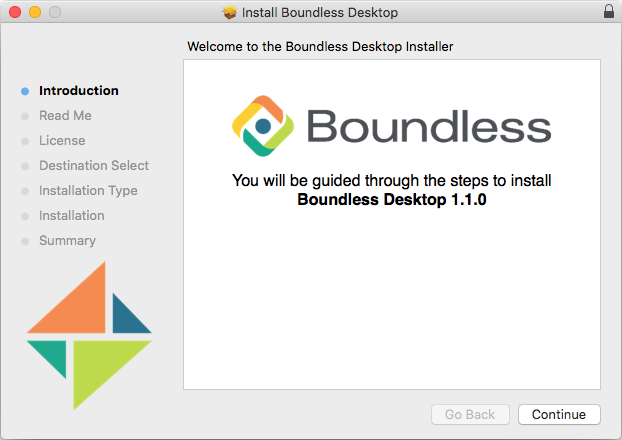 Install Boundless Desktop
Welcome to the Boundless Desktop Installer
Introduction
Read Me
License
Destination Select
Installation Type
Installation
Summary
Boundless
You will be guided through the steps to install
Boundless Desktop 1.1.0
Go Back
Continue